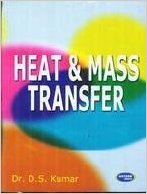 HEAT & MASS
TRANSFER
Dr. D.S. Kumar